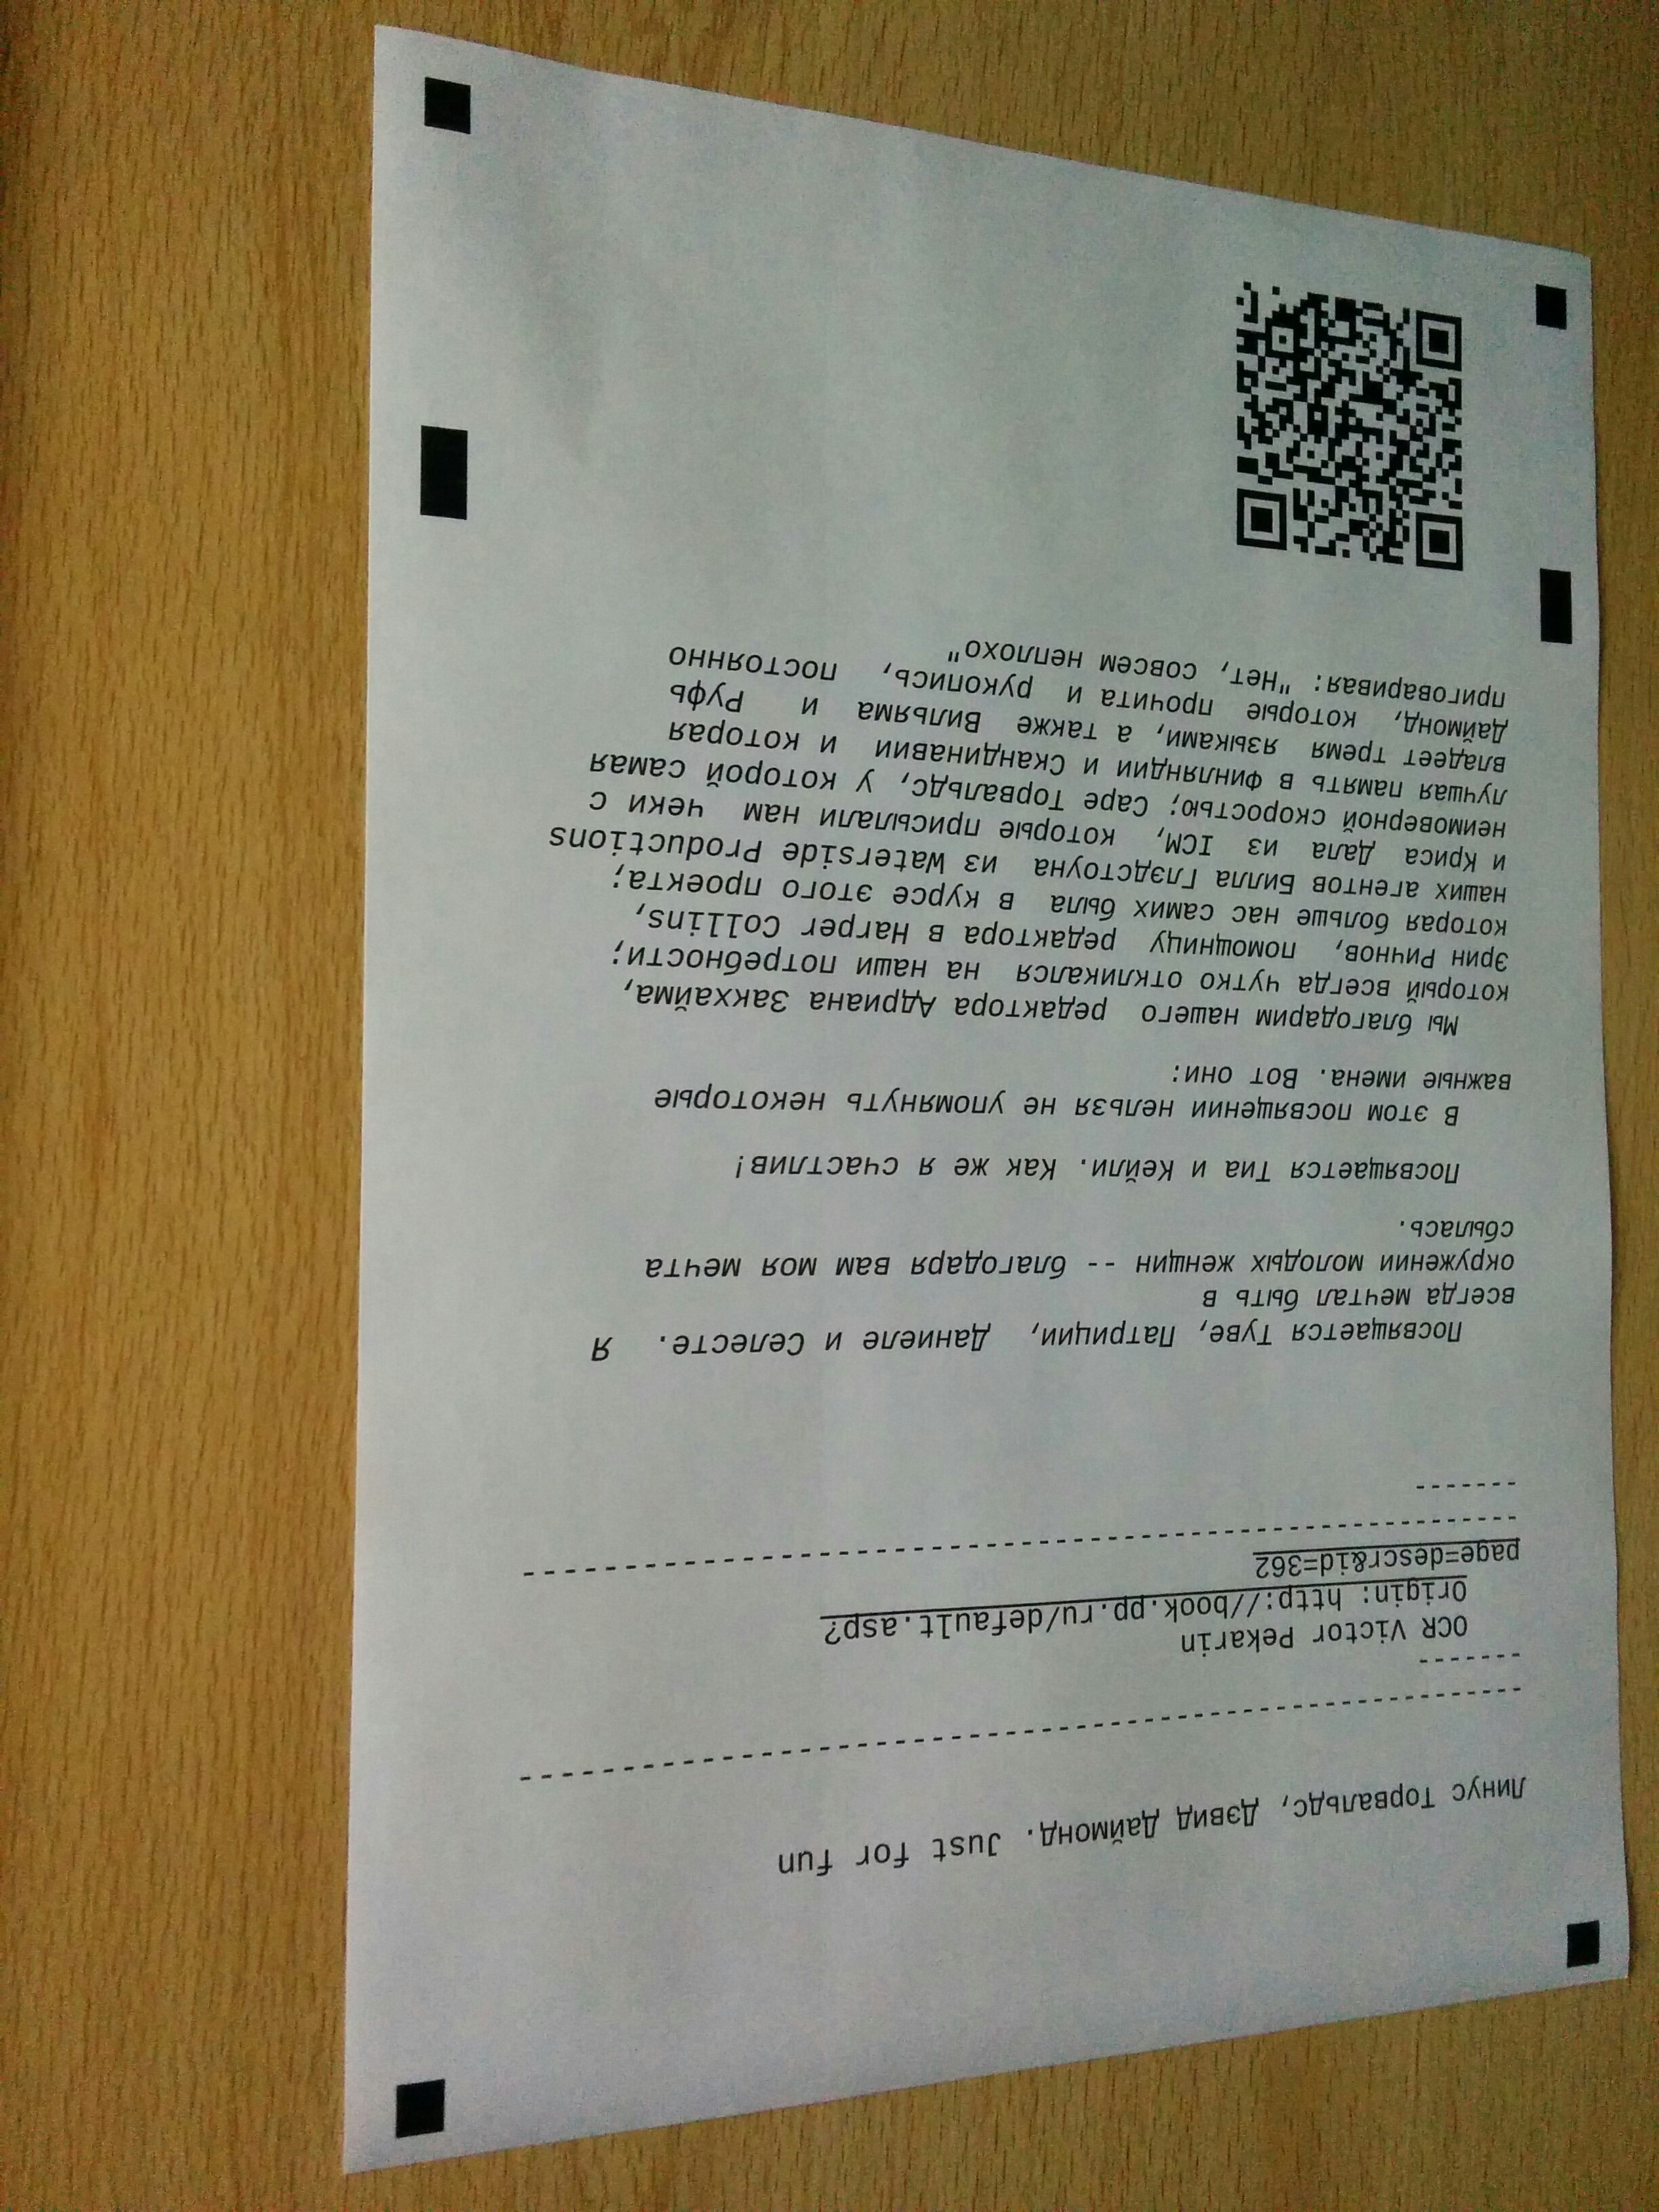 Линус Торвальдс, Дэвид Даймонд. Just for fun
--------------------------------------------------
-------
OCR Victor Pekarin
Origin: http://book.pp.ru/default.asp?
page=descr&id=362
--------------------------------------------------
-------
Посвящается Туве, Патриции, Даниеле и Селесте. Я
всегда мечтал быть в
окружении молодых женщин -- благодаря вам моя мечта
сбылась.
Посвящается Тиа и Кейли. Как же я счастлив!
В этом посвящении нельзя не упомянуть некоторые
важные имена. Вот они:
Мы благодарим нашего редактора Адриана Закхайма,
который всегда чутко откликался на наши потребности;
Эрин Ричнов, помощницу редактора в Harper Collins,
которая больше нас самих была в курсе этого проекта;
наших агентов Билла Глэдстоуна из Waterside Productions
и Криса Дала из ICM, которые присылали нам чеки с
неимоверной скоростью; Саре Торвальдс, у которой самая
лучшая память в Финляндии и Скандинавии и которая
владеет тремя языками, а также Вильяма и Руфь
Даймонд, которые прочита и рукопись, постоянно
приговаривая: "Нет, совсем неплохо"